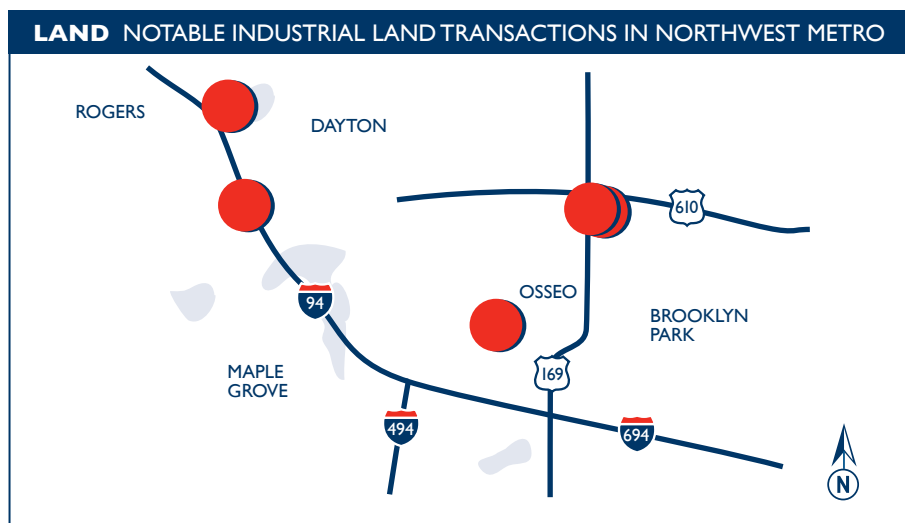 LAND NOTABLE INDUSTRIAL LAND TRANSACTIONS IN NORTHWEST METRO
ROGERS
DAYTON
610
OSSEO
94
BROOKLYN
PARK
MAPLE
GROVE
169
494
694
N